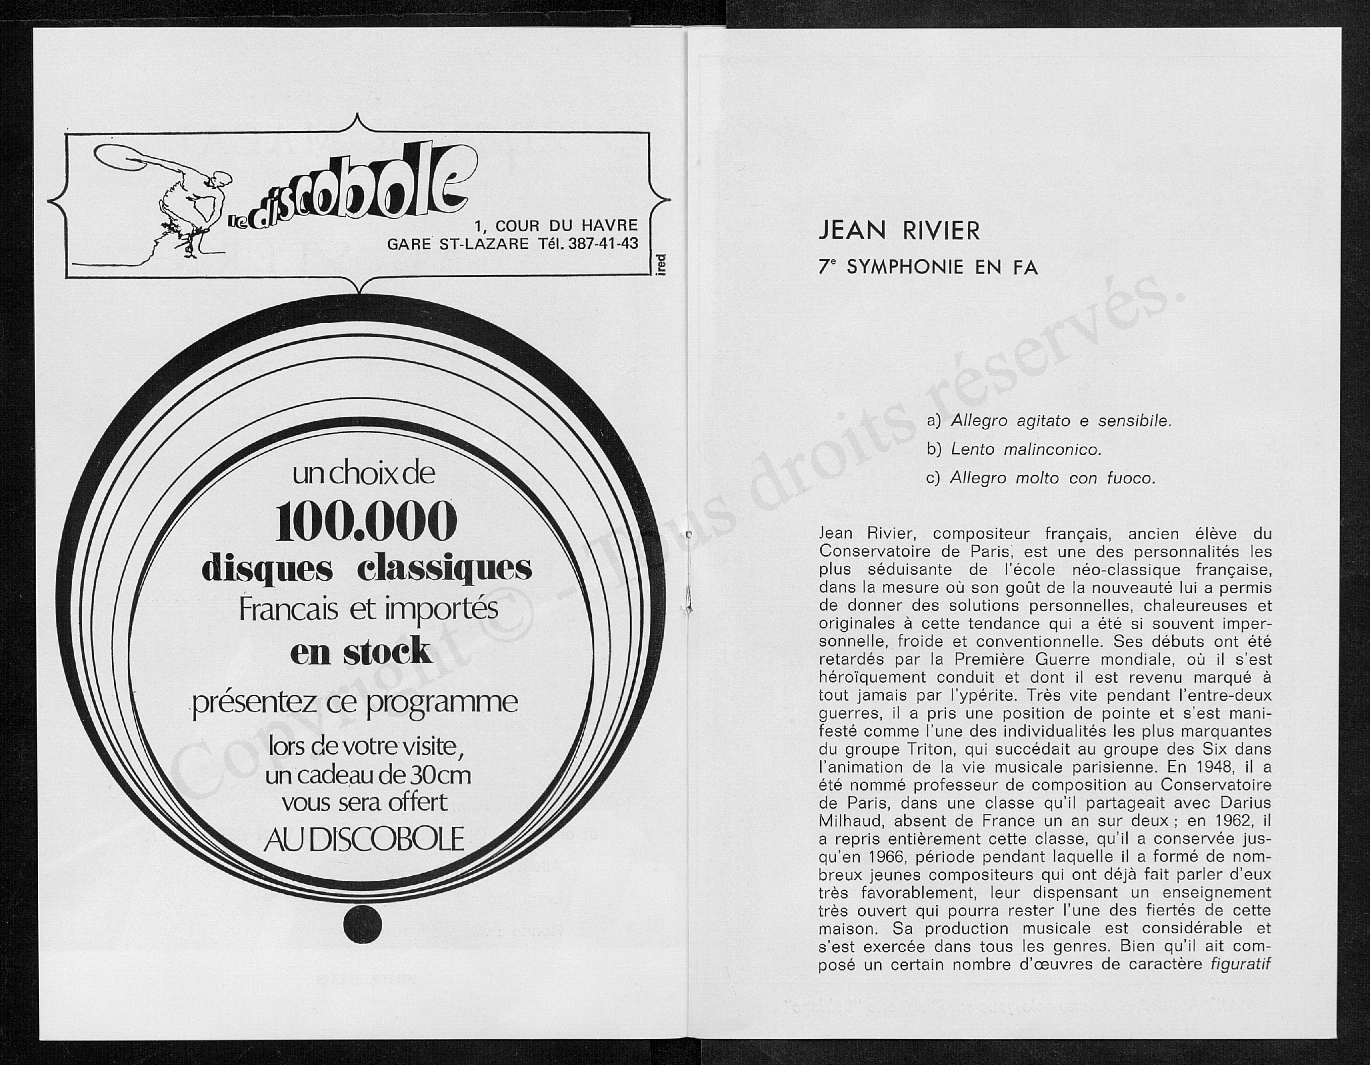 le discobole
1, COUR DU HAVRE
GARE ST-LAZARE Tél. 387-41-43
ired
un choix de
100.000
disques classiques
Francais et importés
en stock
présentez ce programme
lors de votre visite,
un cadeau de 30cm
vous sera offert
AU DISCOBOLE
JEAN RIVIER
7e SYMPHONIE EN FA
a) Allegro agitato e sensibile.
b) Lento malinconico.
c) Allegro molto con fuoco.
Jean Rivier, compositeur français, ancien élève du
Conservatoire de Paris, est une des personnalités les
plus séduisante de l'école néo-classique française,
dans la mesure où son goût de la nouveauté lui a permis
de donner des solutions personnelles, chaleureuses et
originales à cette tendance qui a été si souvent imper-
sonnelle, froide et conventionnelle. Ses débuts ont été
retardés par la Première Guerre mondiale, où il s'est
héroïquement conduit et dont il est revenu marqué à
tout jamais par l'ypérite. Très vite pendant l'entre-deux
guerres, il a pris une position de pointe et s'est mani-
festé comme l'une des individualités les plus marquantes
du groupe Triton, qui succédait au groupe des Six dans
l'animation de la vie musicale parisienne. En 1948, il a
été nommé professeur de composition au Conservatoire
de Paris, dans une classe qu'il partageait avec Darius
Milhaud, absent de France un an sur deux ; en 1962, il
a repris entièrement cette classe, qu'il a conservée jus-
qu'en 1966, période pendant laquelle il a formé de nom-
breux jeunes compositeurs qui ont déjà fait parler d'eux
très favorablement, leur dispensant un enseignement
très ouvert qui pourra rester l'une des fiertés de cette
maison. Sa production musicale est considérable et
s'est exercée dans tous les genres. Bien qu'il ait com-
posé un certain nombre d'œuvres de caractère figuratif
Copyright © - Tous droits réservés.